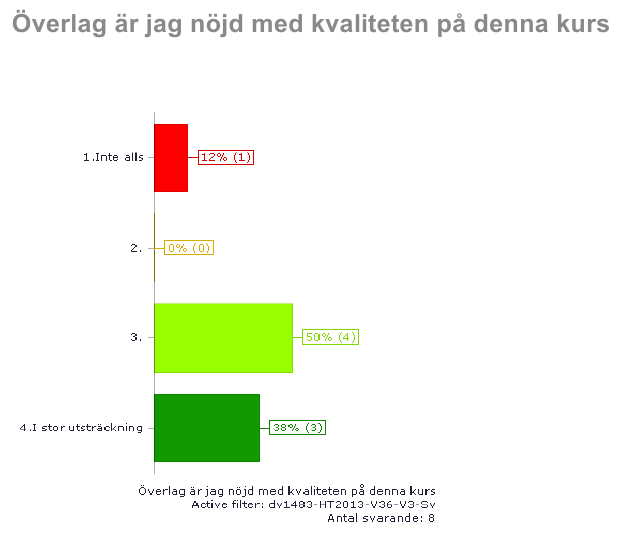 Överlag är jag nöjd med kvaliteten på denna kurs
1.Inte alls
12% (1)
2.
0% (0)
3.
50% (4)
4.I stor utsträckning
38% (3)
Överlag är jag nöjd med kvaliteten på denna kurs
Active filter: dv1483-HT2013-V36-V3-Sv
Antal svarande: 8